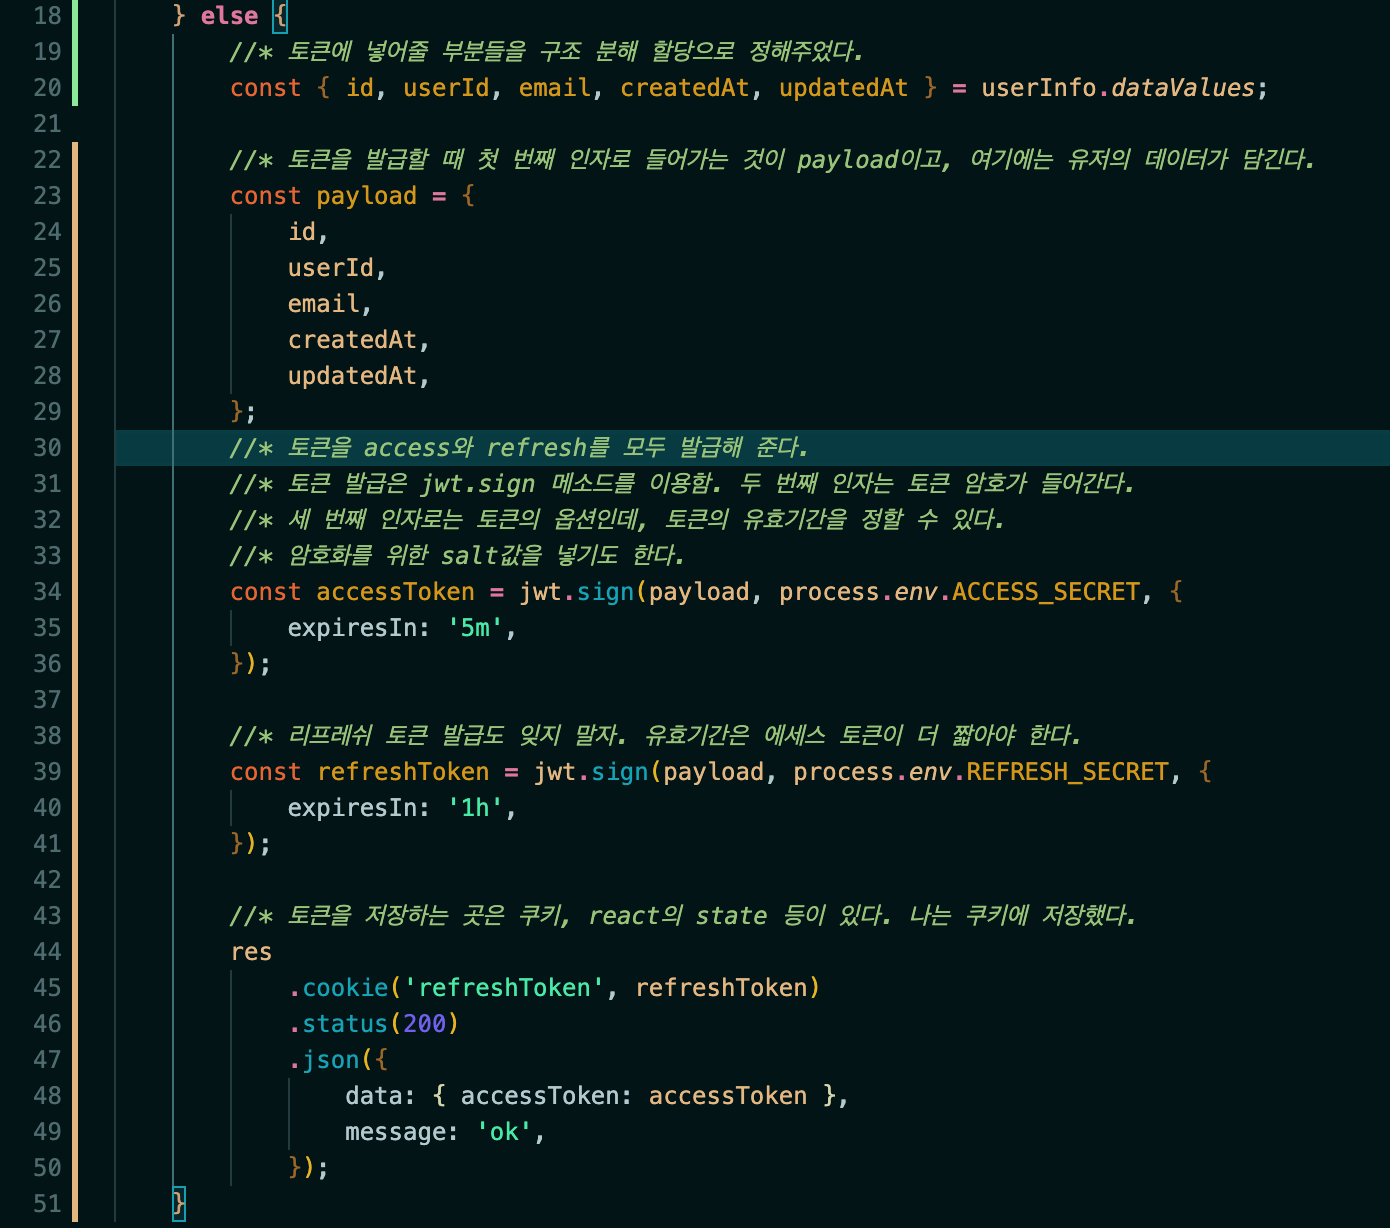 18 } else {
19 //* 토큰에 넣어줄 부분들을 구조 분해 할당으로 정해주었다.
20 const { id, userId, email, createdAt, updatedAt } = userInfo.dataValues;
21
22 //* 토큰을 발급할 때 첫 번째 인자로 들어가는 것이 payload이고, 여기에는 유저의 데이터가 담긴다.
23 const payload = {
24 id,
25 userId,
26 email,
27 createdAt,
28 updatedAt,
29 };
30 //* 토큰을 access와 refresh를 모두 발급해 준다.
31 //* 토큰 발급은 jwt.sign 메소드를 이용함. 두 번째 인자는 토큰 암호가 들어간다.
32 //* 세 번째 인자로는 토큰의 옵션인데, 토큰의 유효기간을 정할 수 있다.
33 //* 암호화를 위한 salt값을 넣기도 한다.
34 const accessToken = jwt.sign(payload, process.env.ACCESS_SECRET, {
35 expiresIn: '5m',
36 });
37
38 //* 리프레쉬 토큰 발급도 잊지 말자. 유효기간은 에세스 토큰이 더 짧아야 한다.
39 const refreshToken = jwt.sign(payload, process.env.REFRESH_SECRET, {
40 expiresIn: '1h',
41 });
42
43 //* 토큰을 저장하는 곳은 쿠키, react의 state 등이 있다. 나는 쿠키에 저장했다.
44 res
45 .cookie('refreshToken', refreshToken)
46 .status(200)
47 .json({
48 data: { accessToken: accessToken },
49 message: 'ok',
50 });
51 }